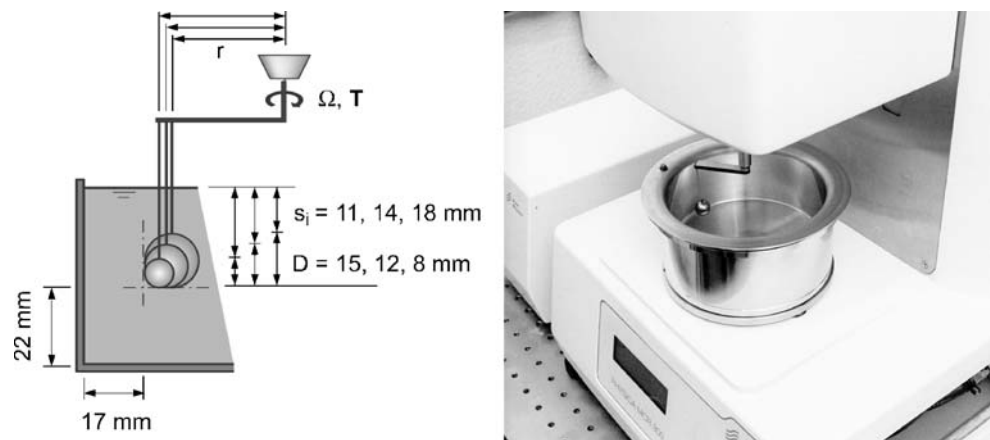 r
Ω, T
sᵢ = 11, 14, 18 mm
D = 15, 12, 8 mm
22 mm
17 mm